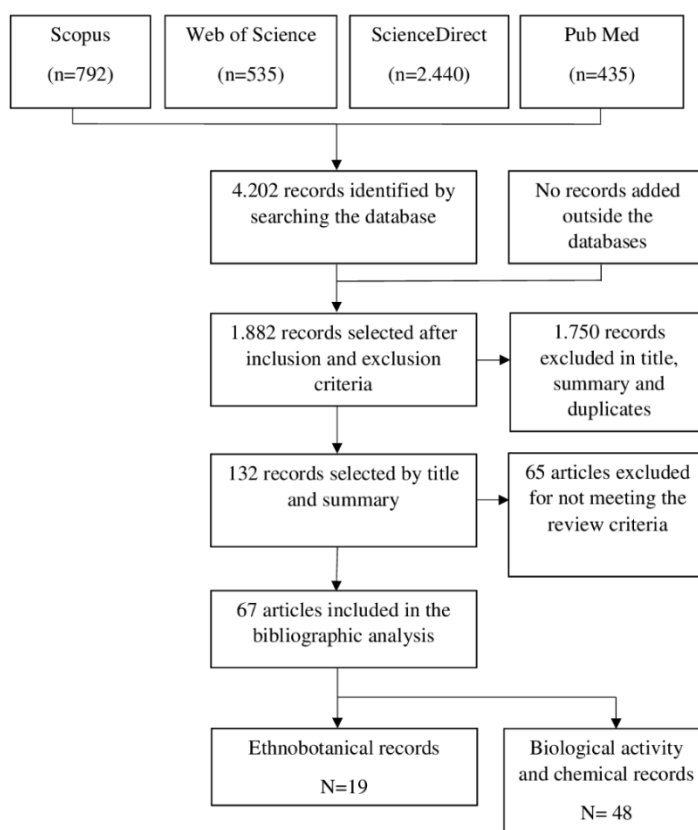 Scopus
(n=792)
Web of Science
(n=535)
ScienceDirect
(n=2.440)
Pub Med
(n=435)
4.202 records identified by
searching the database
No records added
outside the
databases
1.882 records selected after
inclusion and exclusion
criteria
1.750 records
excluded in title,
summary and
duplicates
132 records selected by title
and summary
65 articles excluded
for not meeting the
review criteria
67 articles included in the
bibliographic analysis
Ethnobotanical records
N=19
Biological activity
and chemical records
N= 48